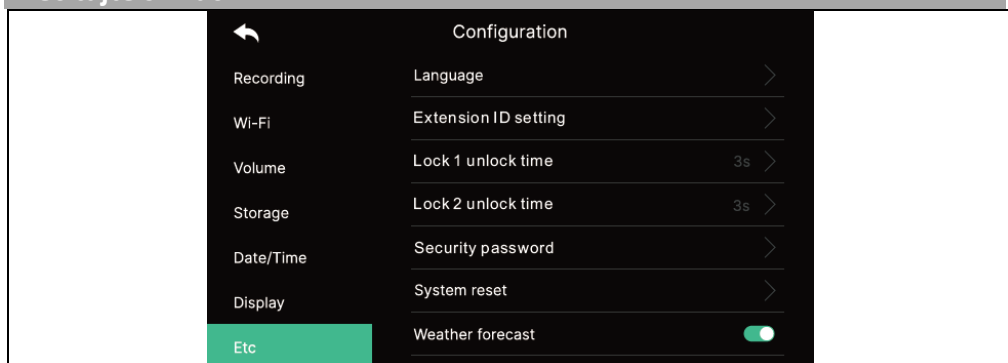 Configuration
Recording
Wi-Fi
Volume
Storage
Date/Time
Display
Etc
Language
Extension ID setting
Lock 1 unlock time 3s
Lock 2 unlock time 3s
Security password
System reset
Weather forecast